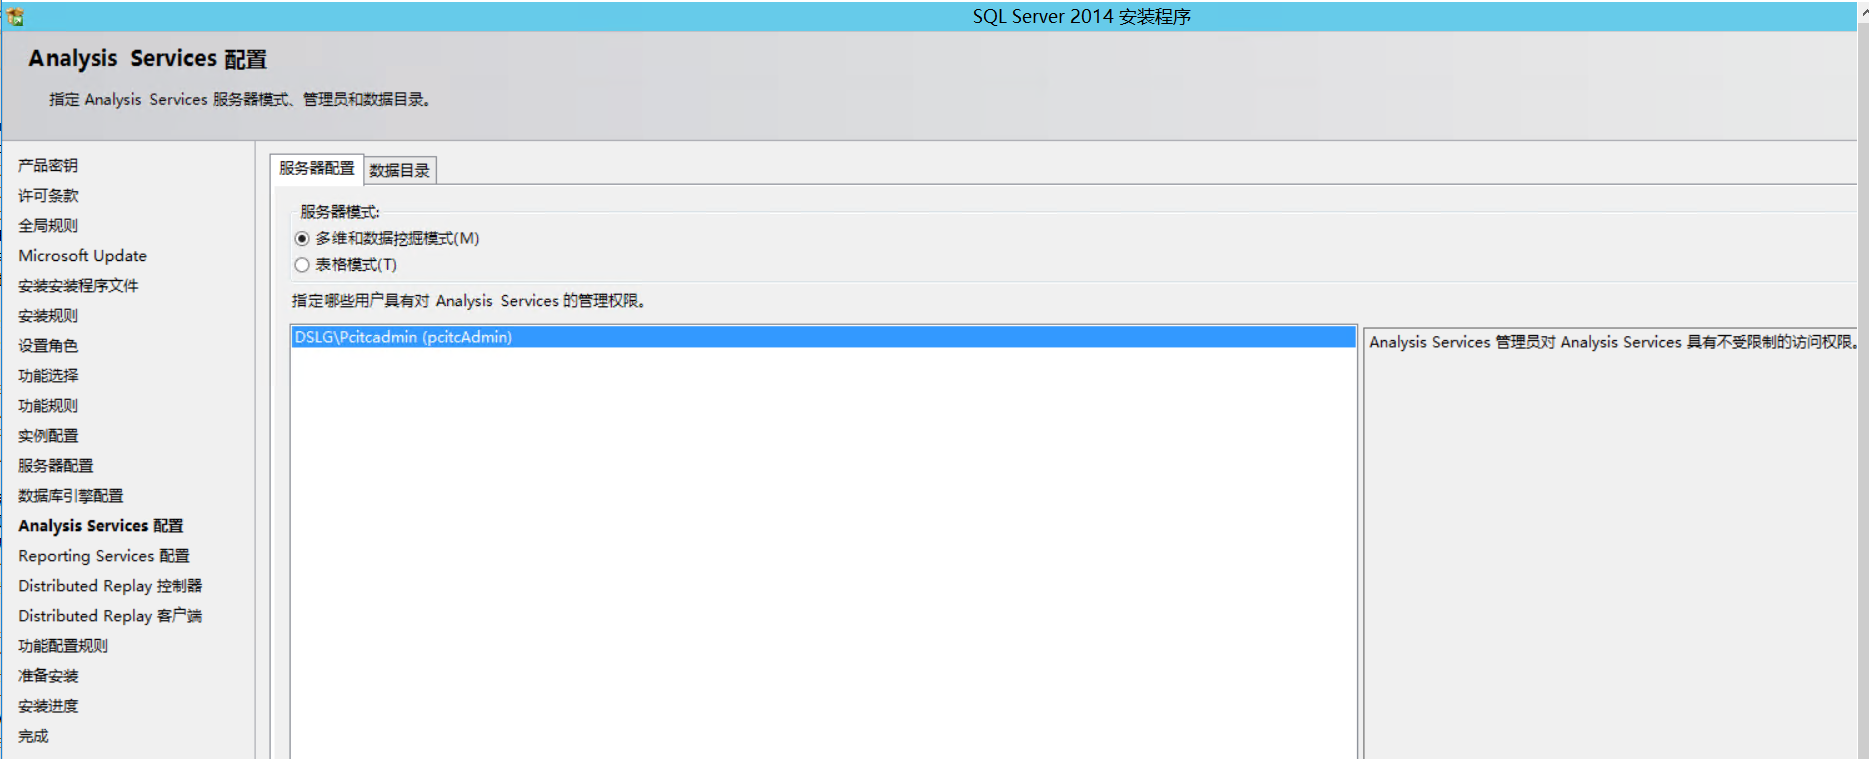 SQL Server 2014 安装程序
Analysis Services 配置
指定 Analysis Services 服务器模式、管理员和数据目录。
产品密钥
许可条款
全局规则
Microsoft Update
安装安装程序文件
安装规则
设置角色
功能选择
功能规则
实例配置
服务器配置
数据库引擎配置
Analysis Services 配置
Reporting Services 配置
Distributed Replay 控制器
Distributed Replay 客户端
功能配置规则
准备安装
安装进度
完成
服务器配置 数据目录
服务器模式:
多维和数据挖掘模式(M)
表格模式(T)
指定哪些用户具有对 Analysis Services 的管理权限。
DSLG\Pcitcadmin (pcitcAdmin)
Analysis Services 管理员对 Analysis Services 具有不受限制的访问权限。